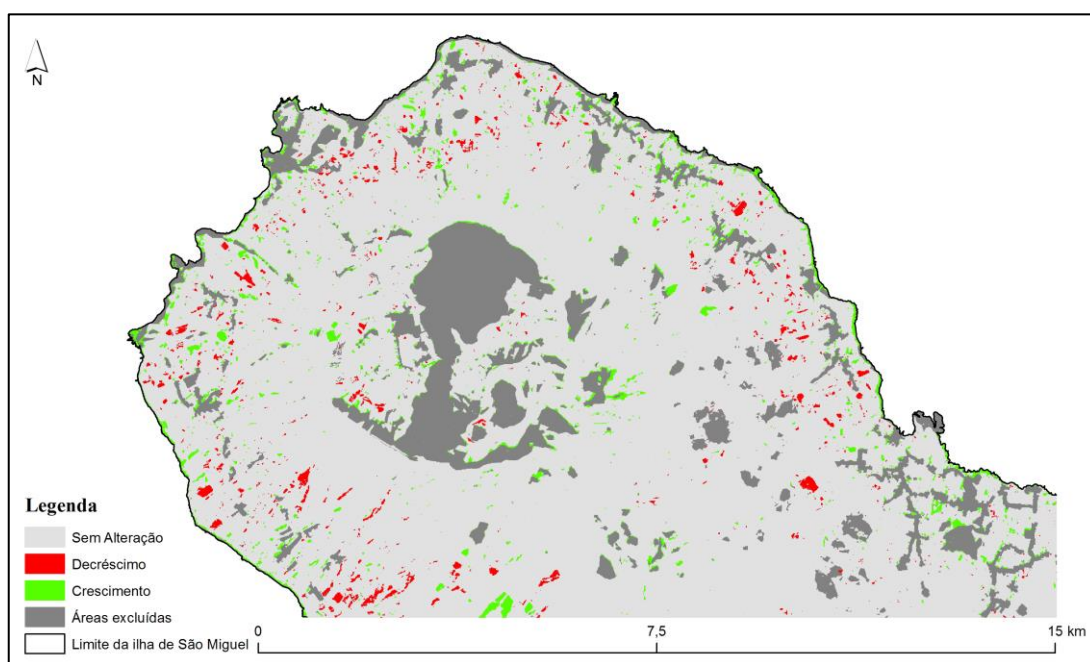 N
Legenda
Sem Alteração
Decréscimo
Crescimento
Áreas excluídas
Limite da ilha de São Miguel
0 7,5 15 km